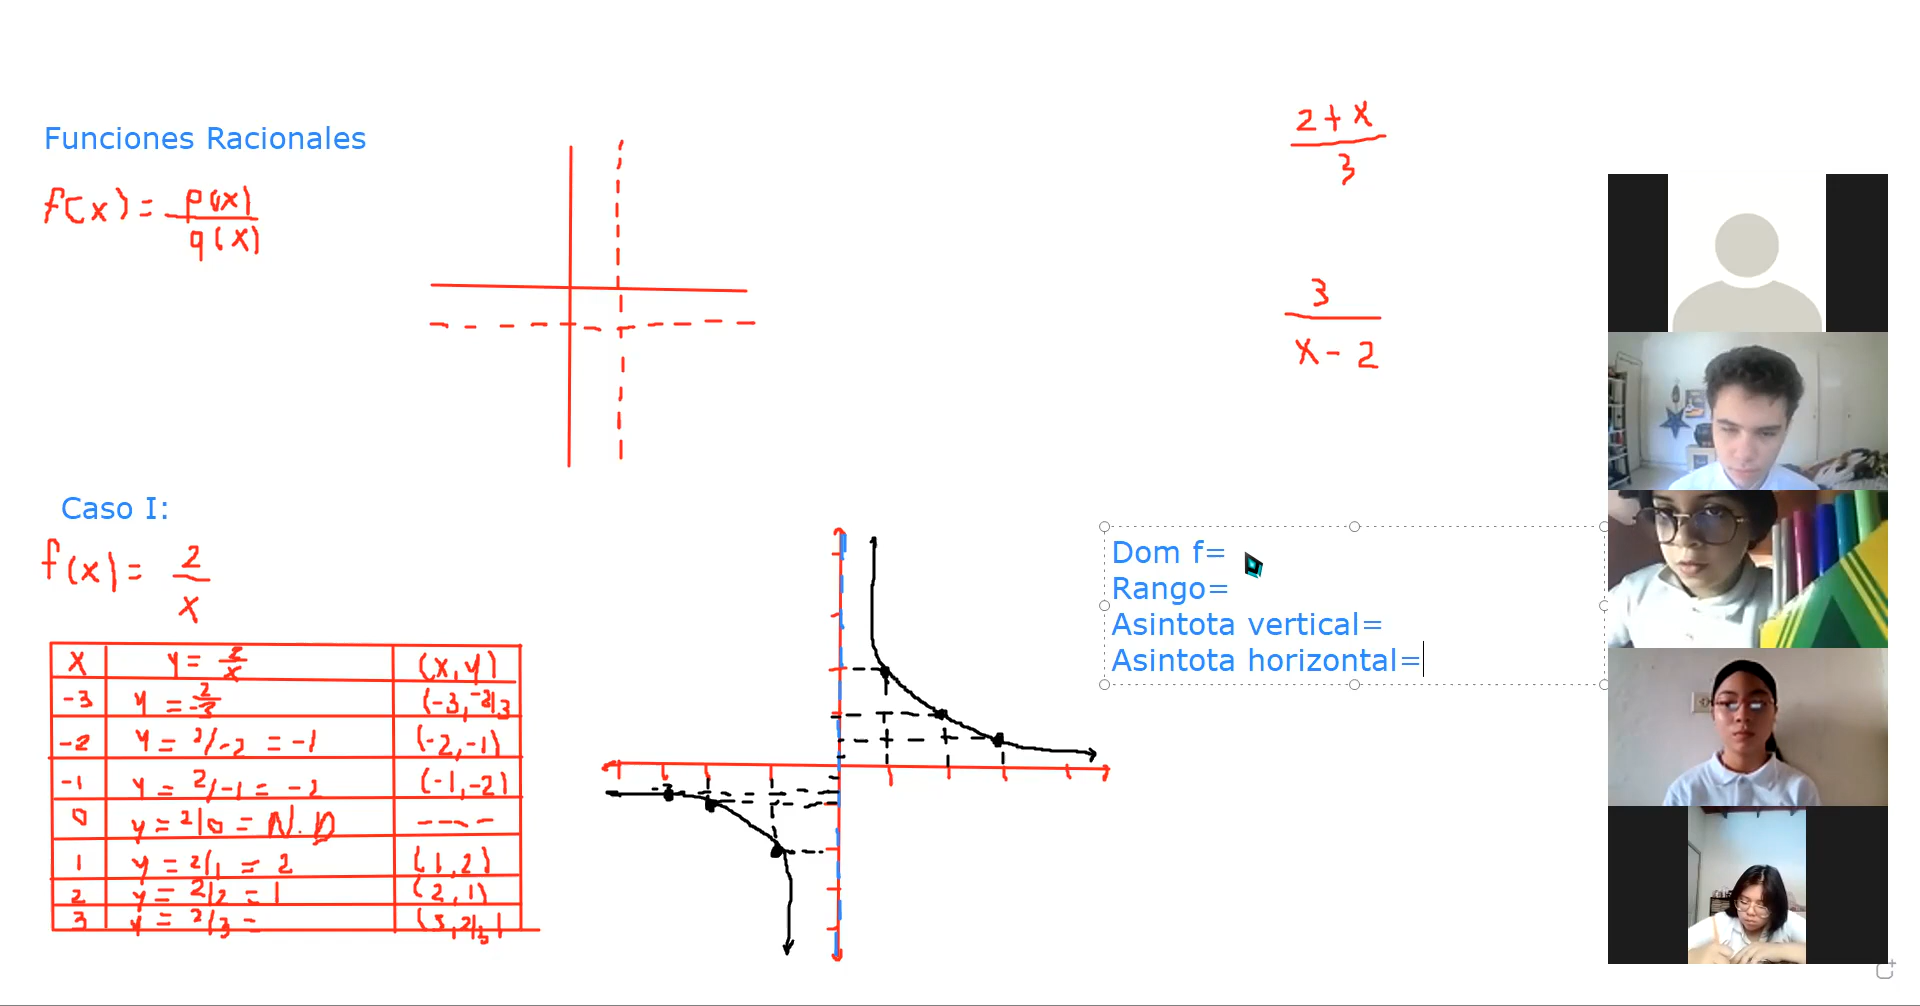 Funciones Racionales
f(x) = p(x)/q(x)
2 + x
3
3
x - 2
Caso I:
f(x) = 2/x
x y = 2/x (x, y)
-3 y = 2/-3 (-3, -2/3
-2 y = 2/-2 = -1 (-2, -1)
-1 y = 2/-1 = -2 (-1, -2)
0 y = 2/0 = N.D ----
1 y = 2/1 = 2 (1, 2)
2 y = 2/2 = 1 (2, 1)
3 y = 2/3 = (3, 2/3)
Dom f=
Rango=
Asintota vertical=
Asintota horizontal=